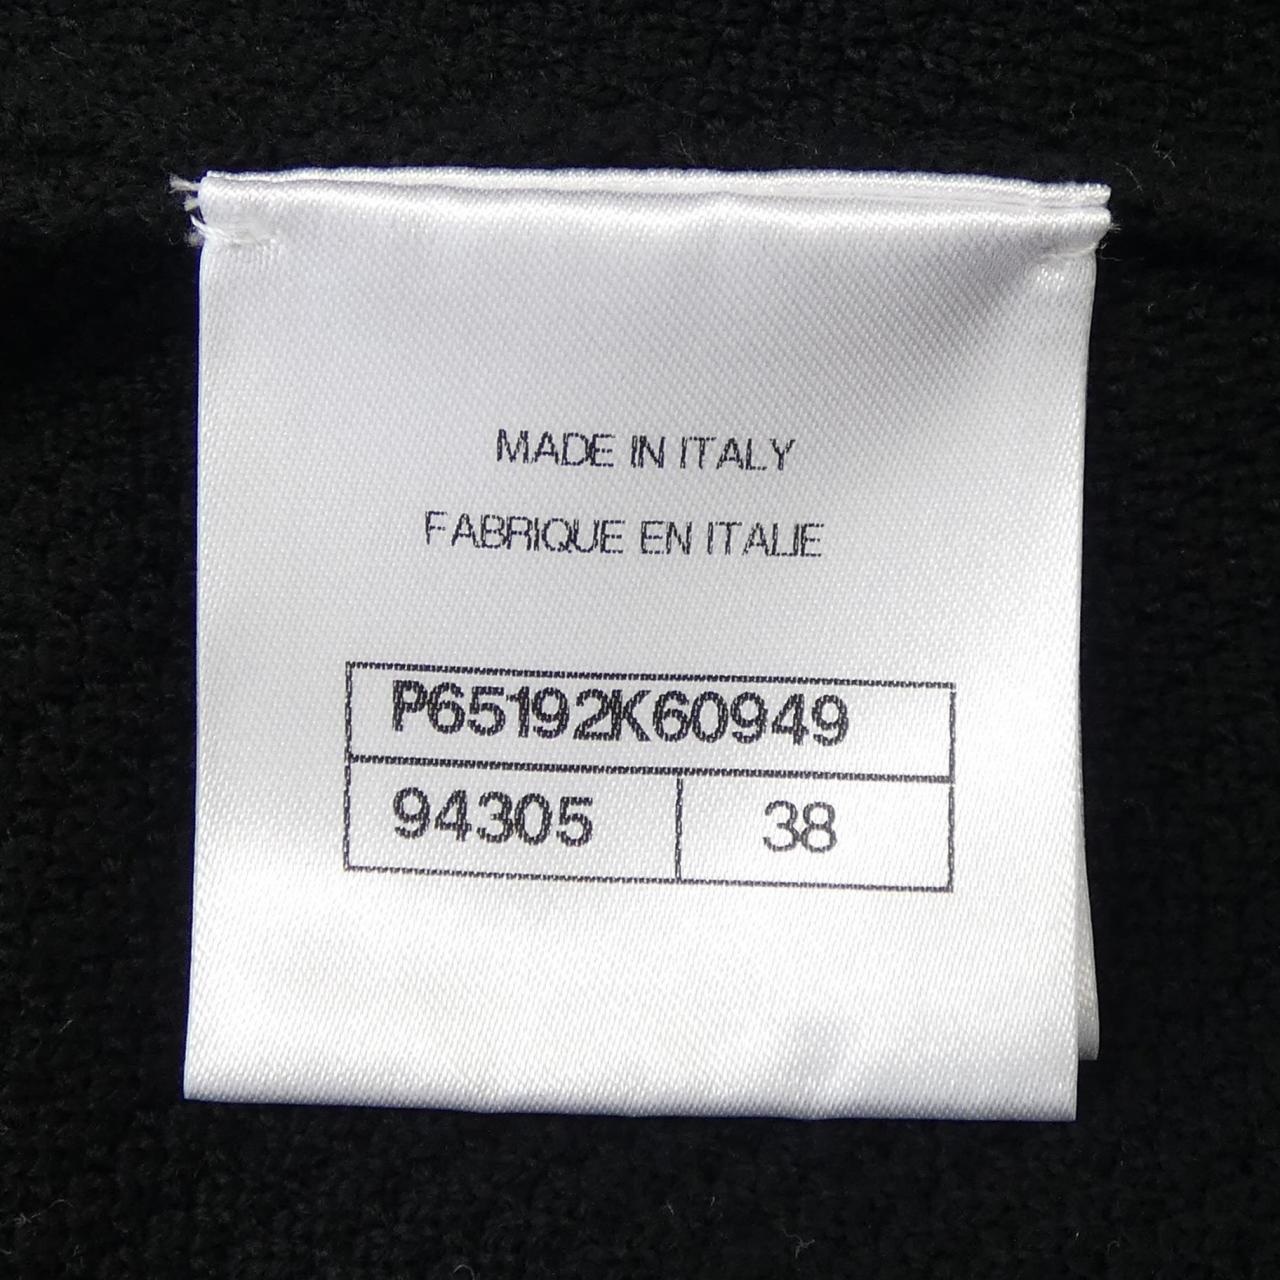 MADE IN ITALY
FABRIQUE EN ITALIE
P65192K60949
94305 38